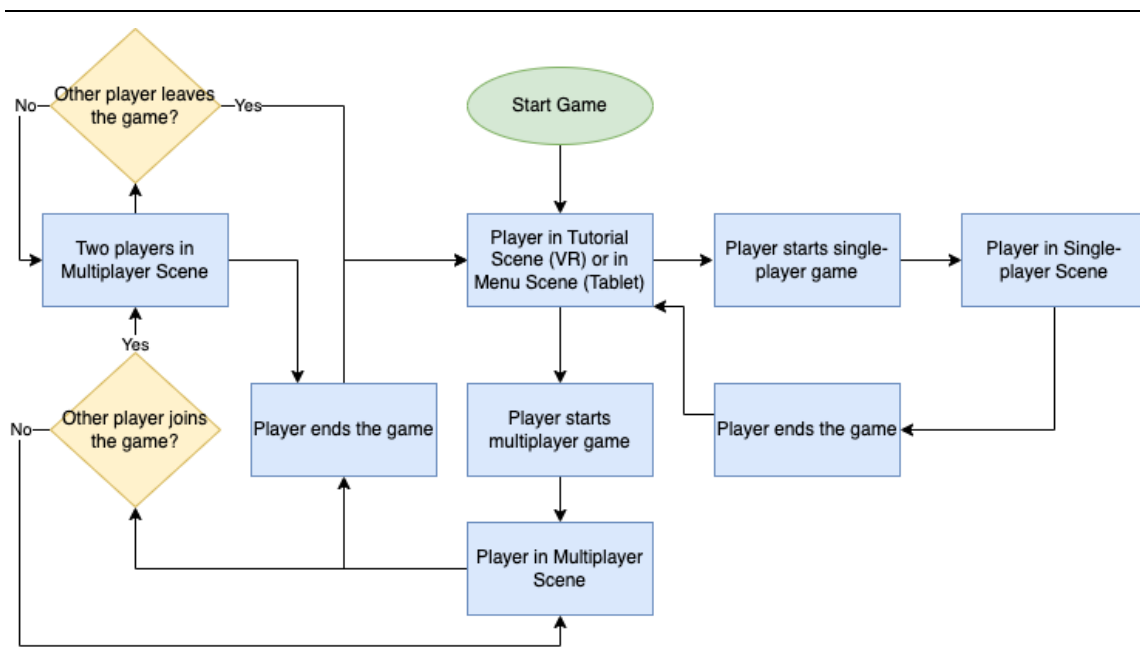 Other player leaves
the game?
No
Yes
Start Game
Two players in
Multiplayer Scene
Player in Tutorial
Scene (VR) or in
Menu Scene (Tablet)
Player starts single-
player game
Player in Single-
player Scene
Yes
Other player joins
the game?
No
Player ends the game
Player starts
multiplayer game
Player ends the game
Player in Multiplayer
Scene